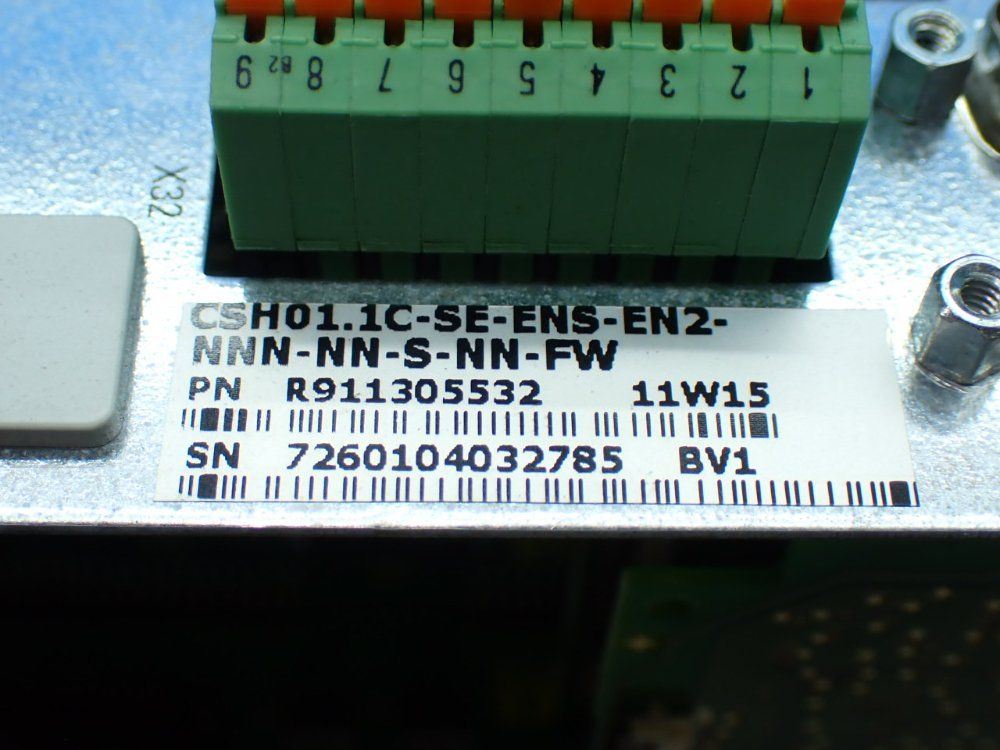 9 B2 8 7 6 5 4 3 2 1
X32
CSH01.1C-SE-ENS-EN2-
NNN-NN-S-NN-FW
PN R911305532 11W15
SN 7260104032785 BV1